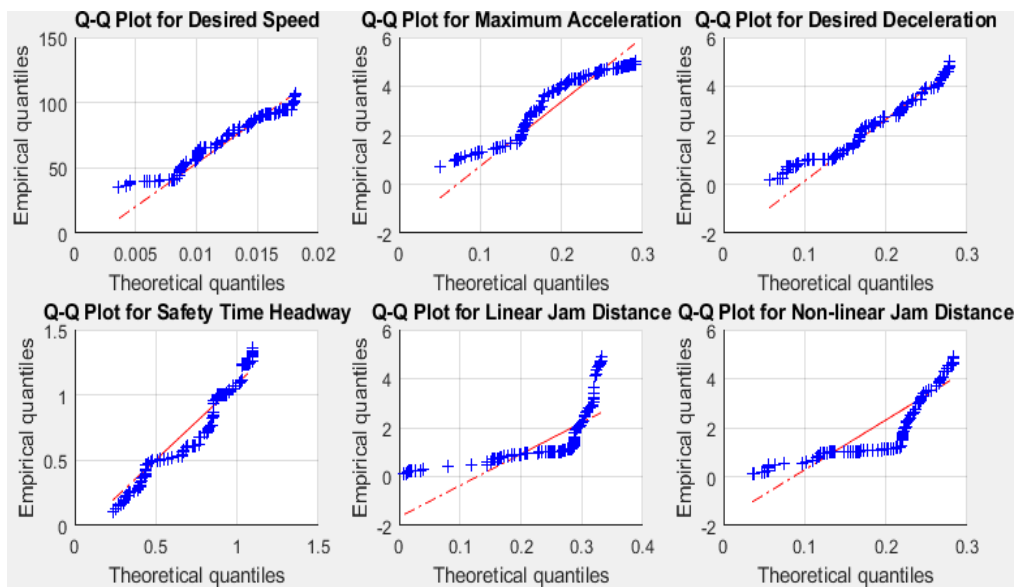 Q-Q Plot for Desired Speed
150
100
50
0
Empirical quantiles
0 0.005 0.01 0.015 0.02
Theoretical quantiles
Q-Q Plot for Maximum Acceleration
6
4
2
0
-2
Empirical quantiles
0 0.1 0.2 0.3
Theoretical quantiles
Q-Q Plot for Desired Deceleration
6
4
2
0
-2
Empirical quantiles
0 0.1 0.2 0.3
Theoretical quantiles
Q-Q Plot for Safety Time Headway
1.5
1
0.5
0
Empirical quantiles
0 0.5 1 1.5
Theoretical quantiles
Q-Q Plot for Linear Jam Distance
6
4
2
0
-2
Empirical quantiles
0 0.1 0.2 0.3 0.4
Theoretical quantiles
Q-Q Plot for Non-linear Jam Distance
6
4
2
0
-2
Empirical quantiles
0 0.1 0.2 0.3
Theoretical quantiles